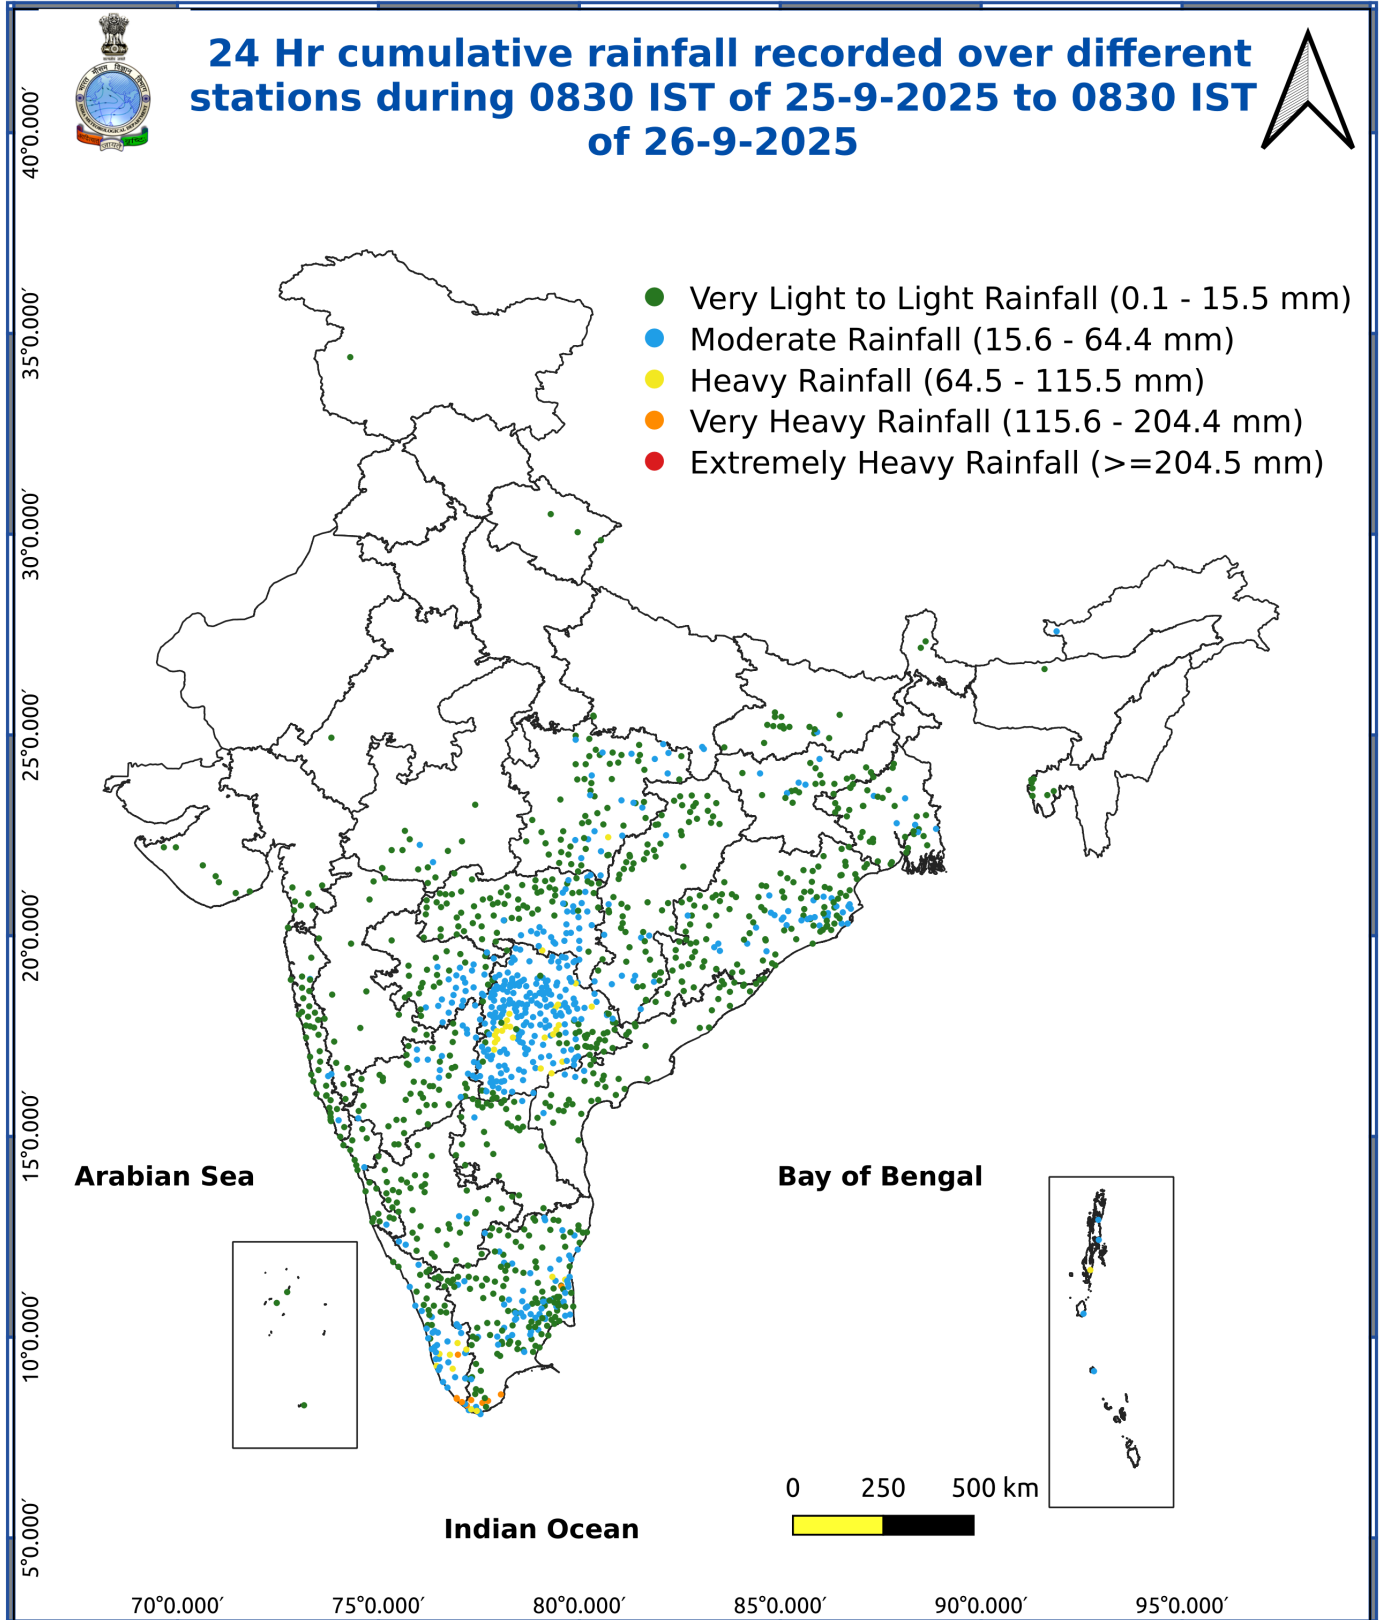 24 Hr cumulative rainfall recorded over different
stations during 0830 IST of 25-9-2025 to 0830 IST
of 26-9-2025
Very Light to Light Rainfall (0.1 - 15.5 mm)
Moderate Rainfall (15.6 - 64.4 mm)
Heavy Rainfall (64.5 - 115.5 mm)
Very Heavy Rainfall (115.6 - 204.4 mm)
Extremely Heavy Rainfall (>=204.5 mm)
40°0.000′
35°0.000′
30°0.000′
25°0.000′
20°0.000′
15°0.000′
10°0.000′
5°0.000′
Arabian Sea
Bay of Bengal
Indian Ocean
0 250 500 km
70°0.000′ 75°0.000′ 80°0.000′ 85°0.000′ 90°0.000′ 95°0.000′